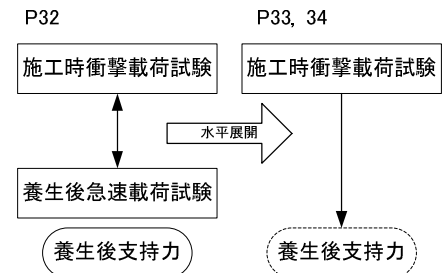 P32
P33, 34
施工時衝撃載荷試験
施工時衝撃載荷試験
水平展開
養生後急速載荷試験
養生後支持力
養生後支持力